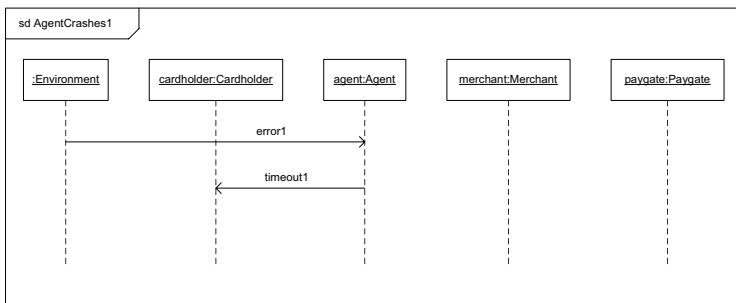 sd AgentCrashes1
:Environment
cardholder:Cardholder
agent:Agent
merchant:Merchant
paygate:Paygate
error1
timeout1